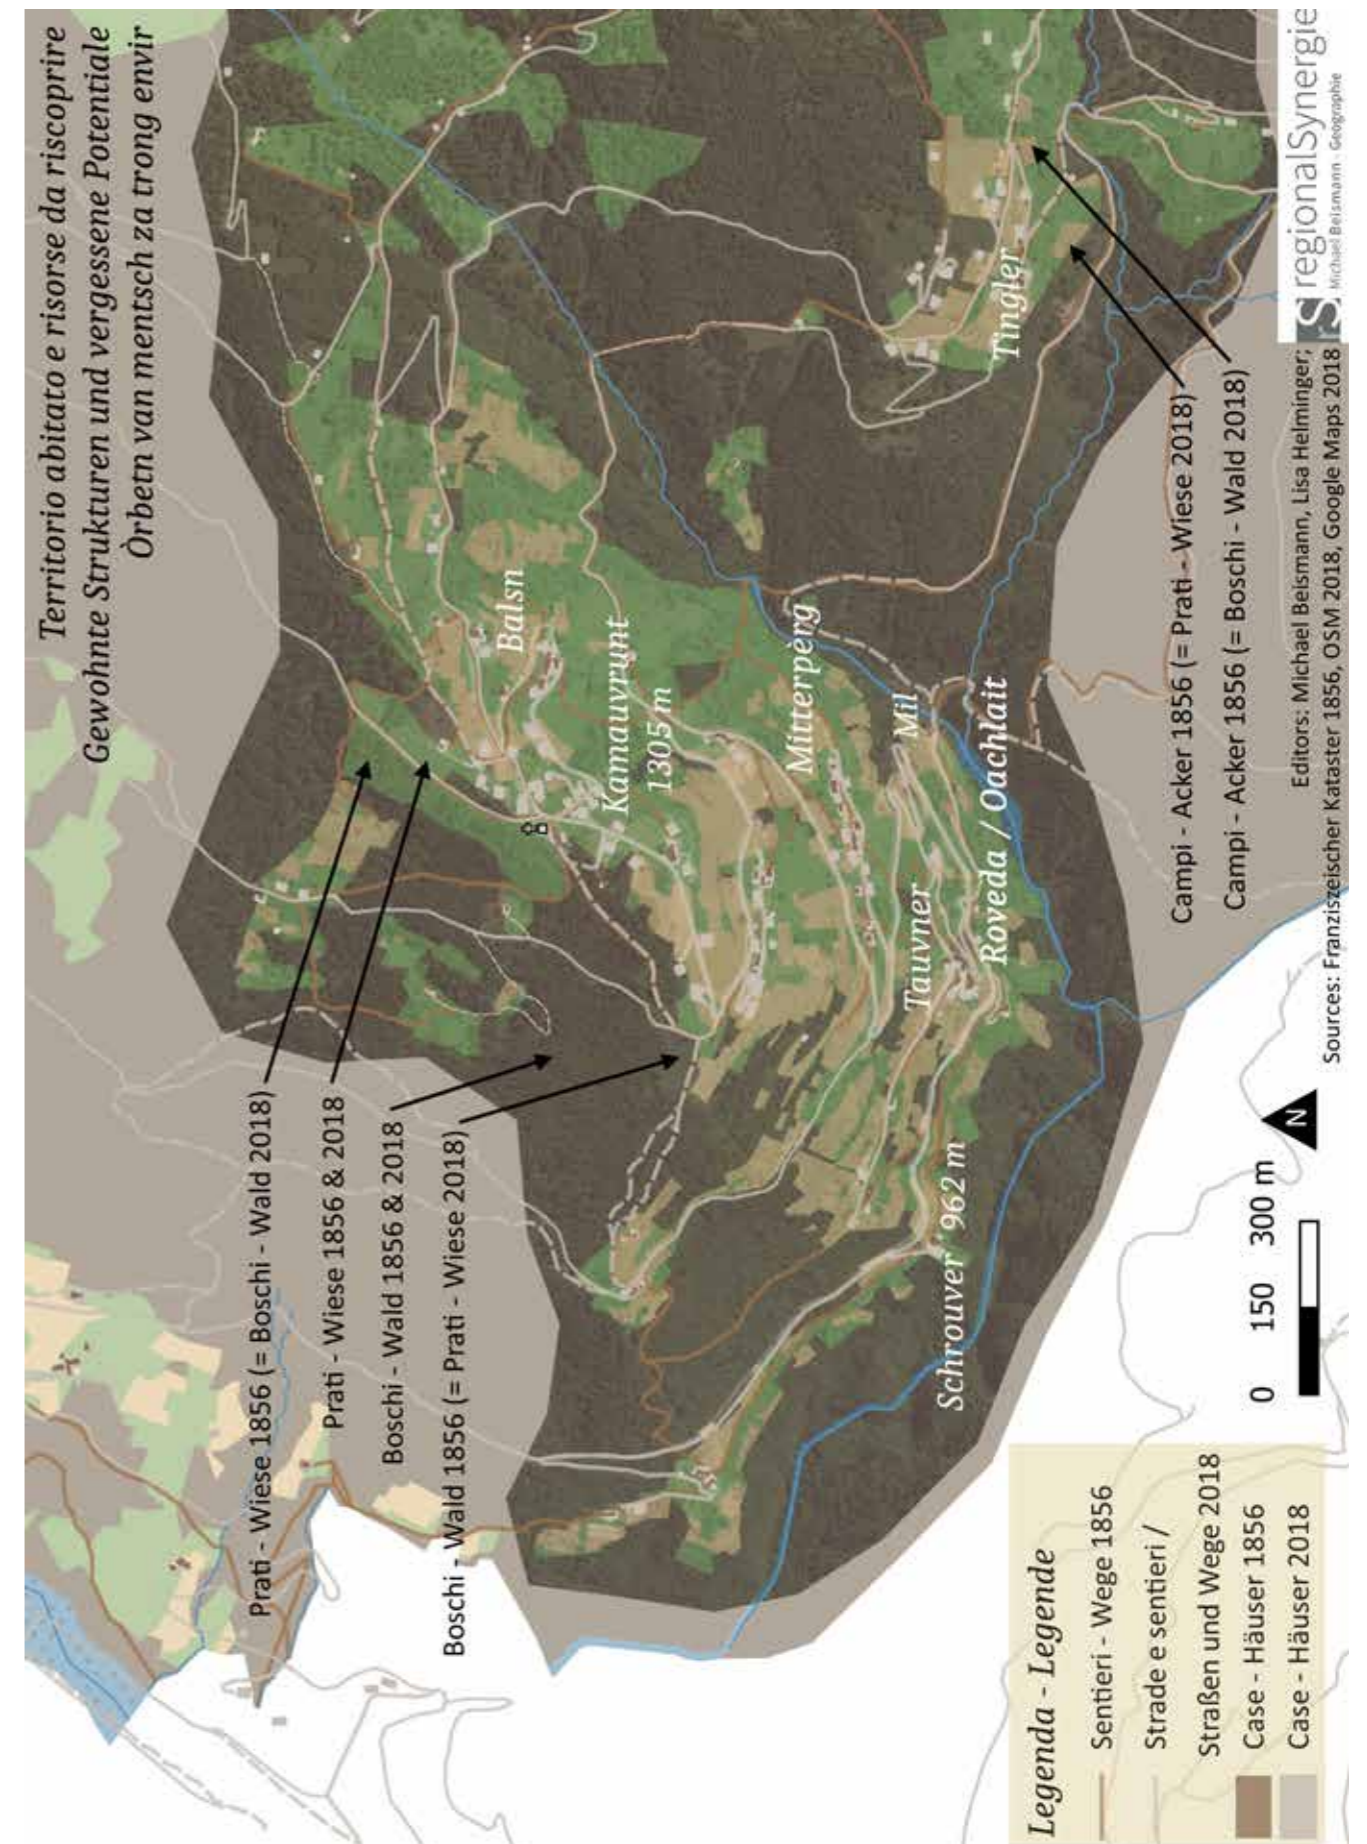 Territorio abitato e risorse da riscoprire
Gewohnte Strukturen und vergessene Potentiale
Òrbetn van mentsch za trong envir
Prati - Wiese 1856 (= Boschi - Wald 2018)
Prati - Wiese 1856 & 2018
Boschi - Wald 1856 & 2018
Boschi - Wald 1856 (= Prati - Wiese 2018)
Balsn
Kamauvrunt
1305 m
Mitterperg
Mil
Tauvner
Roveda / Oachlait
Schrouver 962 m
Tingler
Campi - Acker 1856 (= Prati - Wiese 2018)
Campi - Acker 1856 (= Boschi - Wald 2018)
Legenda - Legende
Sentieri - Wege 1856
Strade e sentieri /
Straßen und Wege 2018
Case - Häuser 1856
Case - Häuser 2018
0 150 300 m
N
Editors: Michael Beismann, Lisa Helminger;
Sources: Franziszeischer Kataster 1856, OSM 2018, Google Maps 2018
rS regionalSynergie
Michael Beismann - Geographie